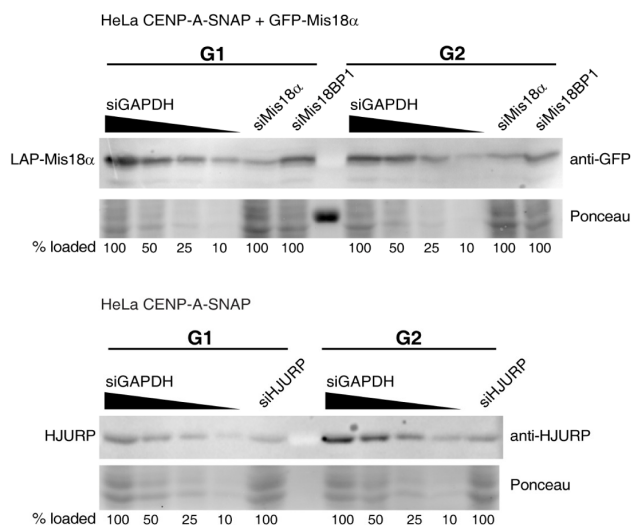 HeLa CENP-A-SNAP + GFP-Mis18α
G1 G2
siGAPDH siMis18α siMis18BP1 siGAPDH siMis18α siMis18BP1
LAP-Mis18α anti-GFP
Ponceau
% loaded 100 50 25 10 100 100 100 50 25 10 100 100
HeLa CENP-A-SNAP
G1 G2
siGAPDH siHJURP siGAPDH siHJURP
HJURP anti-HJURP
Ponceau
% loaded 100 50 25 10 100 100 50 25 10 100